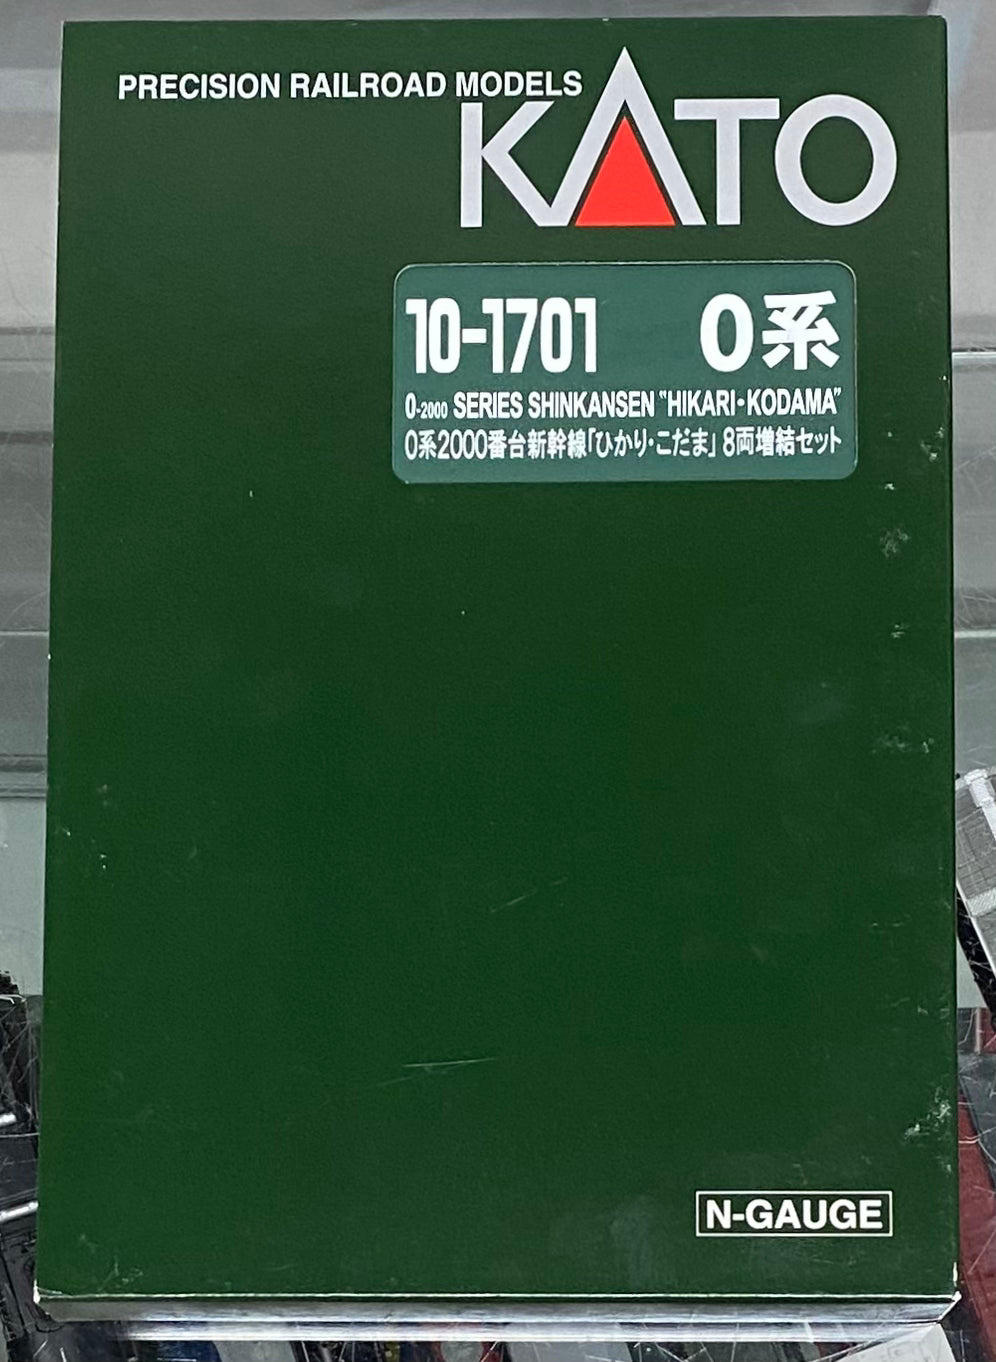 PRECISION RAILROAD MODELS
KATO
10-1701 0系
0-2000 SERIES SHINKANSEN "HIKARI・KODAMA"
0系2000番台新幹線「ひかり・こだま」 8両増結セット
N-GAUGE